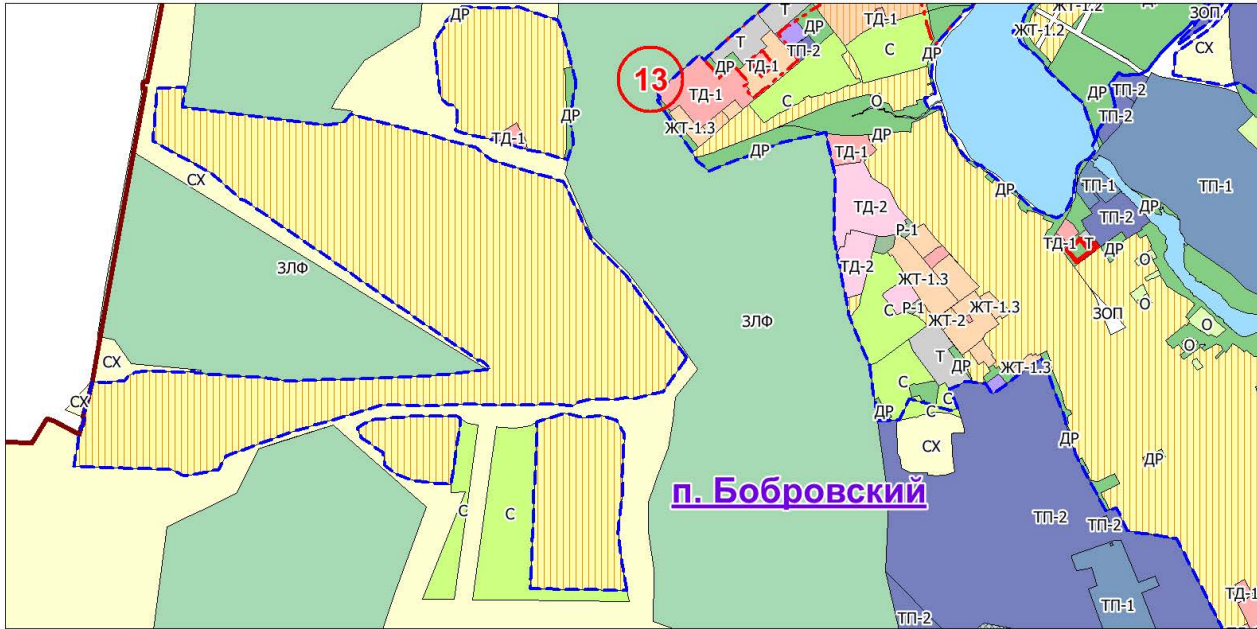 ДР
Т
ДР
ТД-1
ЖТ-1.2
ЗОП
Т
ТП-2
С
ДР
ЖТ-1.2
СХ
13
ДР
ТД-1
ТД-1
С
О
ТП-2
ТП-2
ДР
ТД-1
ЖТ-1.3
ДР
ДР
ТД-1
СХ
ТД-2
ДР
ТП-1
ТП-1
ТП-2
ДР
Р-1
ТД-1
Т
ДР
О
ЗЛФ
ТД-2
ЖТ-1.3
О
С
Р-1
ЖТ-1.3
ЗОП
О
ЗЛФ
ЖТ-2
О
СХ
Т
ДР
ЖТ-1.3
СХ
С
С
ДР
С
ДР
СХ
ДР
С
С
п. Бобровский
ТП-2
ТП-2
ТД-1
ТП-1
ТП-2